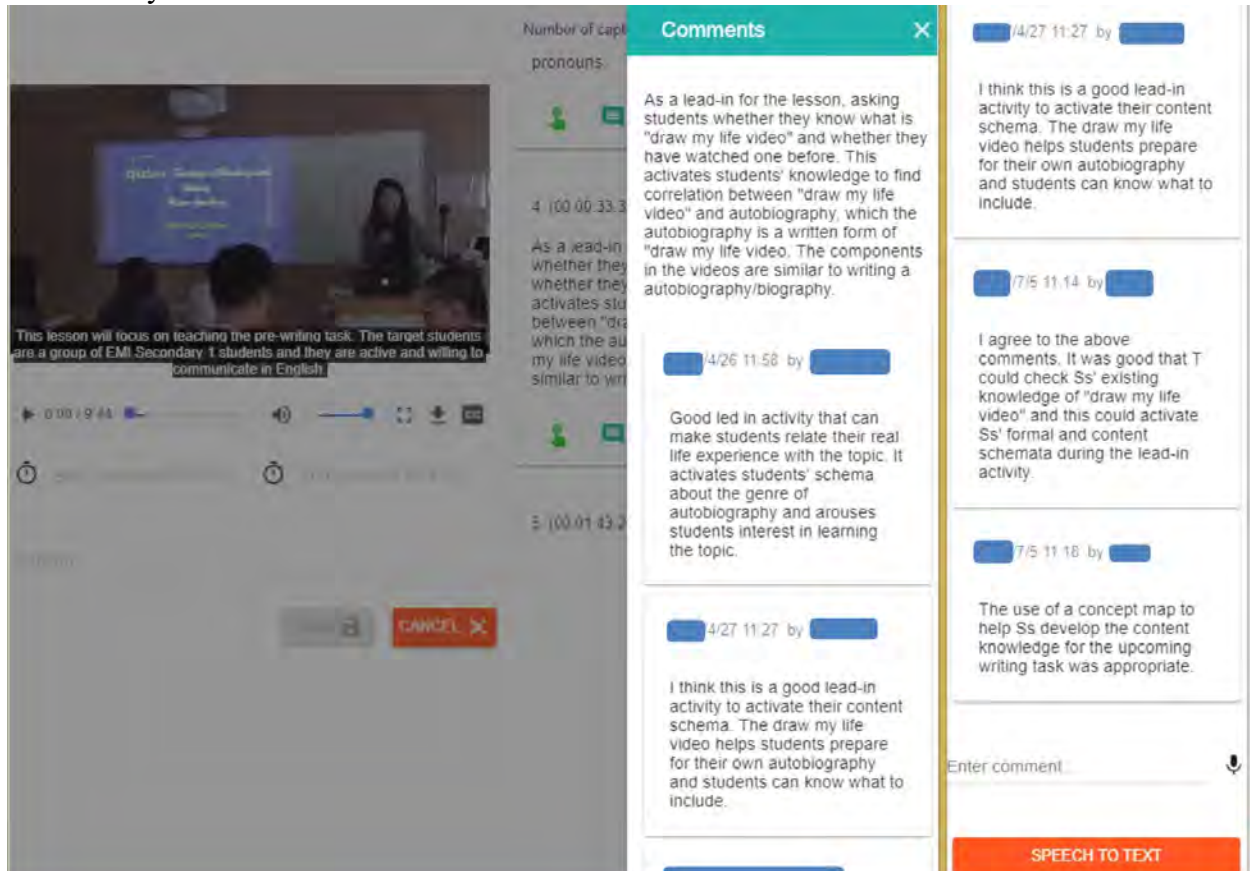 Number of capt
pronouns.
This lesson will focus on teaching the pre-writing task. The target students
are a group of EMI Secondary 1 students and they are active and willing to
communicate in English.
0:00 / 9:44
4. (00:00:33.3
As a lead-in
whether they
whether they
activates stu
between "dra
which the au
my life video
similar to wri
5. (00:01:43.2
CANCEL
Comments
As a lead-in for the lesson, asking
students whether they know what is
"draw my life video" and whether they
have watched one before. This
activates students' knowledge to find
correlation between "draw my life
video" and autobiography, which the
autobiography is a written form of
"draw my life video. The components
in the videos are similar to writing a
autobiography/biography.
/4/26 11:58 by
Good led in activity that can
make students relate their real
life experience with the topic. It
activates students' schema
about the genre of
autobiography and arouses
students interest in learning
the topic.
/4/27 11:27 by
I think this is a good lead-in
activity to activate their content
schema. The draw my life
video helps students prepare
for their own autobiography
and students can know what to
include.
/4/27 11:27 by
I think this is a good lead-in
activity to activate their content
schema. The draw my life
video helps students prepare
for their own autobiography
and students can know what to
include.
/7/5 11:14 by
I agree to the above
comments. It was good that T
could check Ss' existing
knowledge of "draw my life
video" and this could activate
Ss' formal and content
schemata during the lead-in
activity.
/7/5 11:18 by
The use of a concept map to
help Ss develop the content
knowledge for the upcoming
writing task was appropriate.
Enter comment
SPEECH TO TEXT